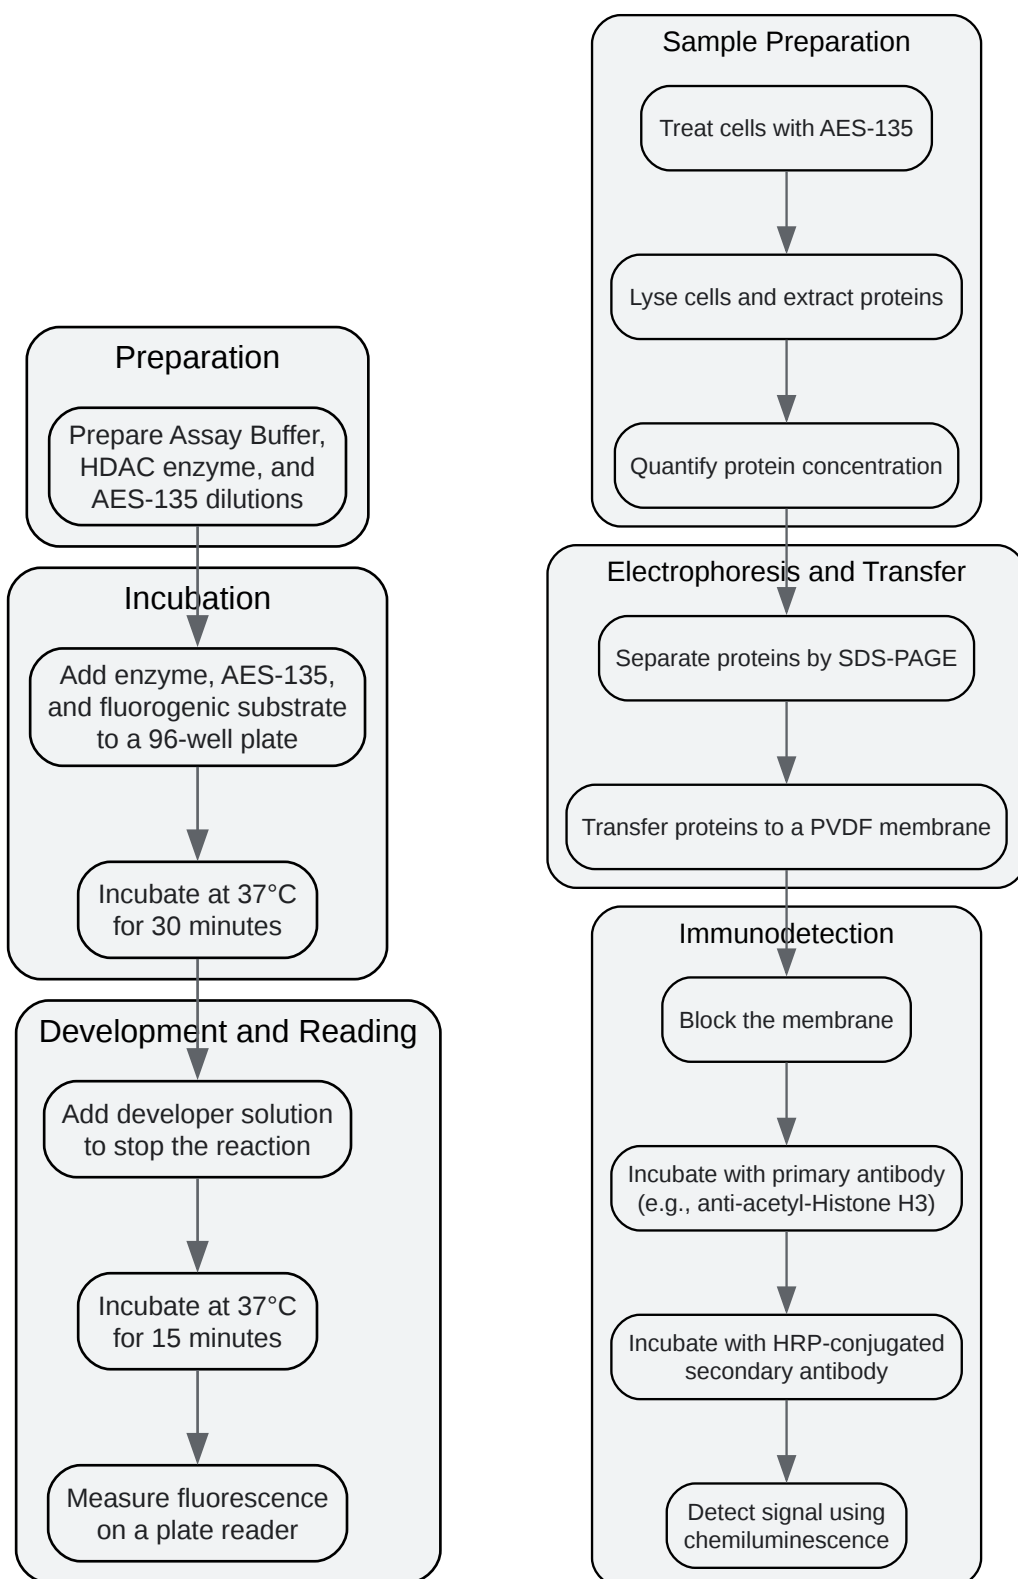 Preparation
Prepare Assay Buffer,
HDAC enzyme, and
AES-135 dilutions
Incubation
Add enzyme, AES-135,
and fluorogenic substrate
to a 96-well plate
Incubate at 37°C
for 30 minutes
Development and Reading
Add developer solution
to stop the reaction
Incubate at 37°C
for 15 minutes
Measure fluorescence
on a plate reader
Sample Preparation
Treat cells with AES-135
Lyse cells and extract proteins
Quantify protein concentration
Electrophoresis and Transfer
Separate proteins by SDS-PAGE
Transfer proteins to a PVDF membrane
Immunodetection
Block the membrane
Incubate with primary antibody
(e.g., anti-acetyl-Histone H3)
Incubate with HRP-conjugated
secondary antibody
Detect signal using
chemiluminescence